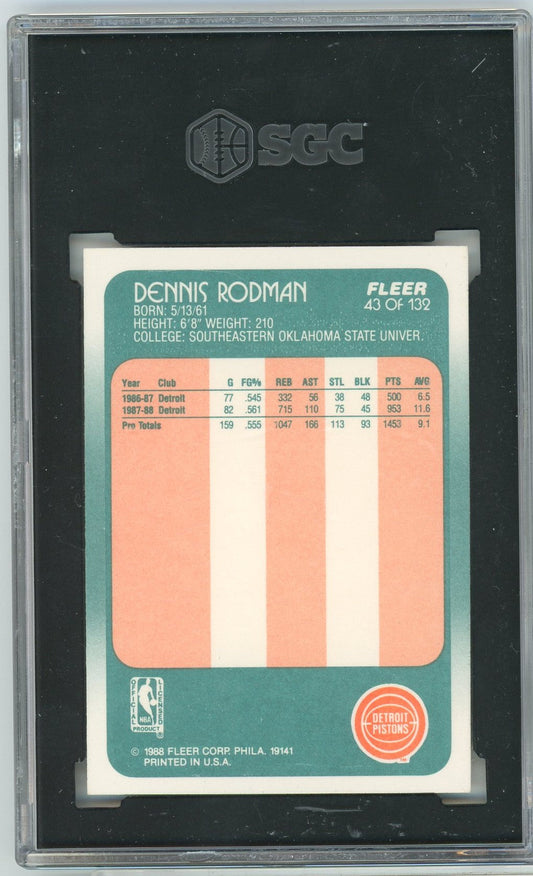 SGC
DENNIS RODMAN
FLEER
43 OF 132
BORN: 5/13/61
HEIGHT: 6'8" WEIGHT: 210
COLLEGE: SOUTHEASTERN OKLAHOMA STATE UNIVER.
Year Club G FG% REB AST STL BLK PTS AVG
1986-87 Detroit 77 .545 332 56 38 48 500 6.5
1987-88 Detroit 82 .561 715 110 75 45 953 11.6
Pro Totals 159 .555 1047 166 113 93 1453 9.1
OFFICIAL LICENSED
NBA
PRODUCT ®
DETROIT
PISTONS
© 1988 FLEER CORP. PHILA. 19141
PRINTED IN U.S.A.